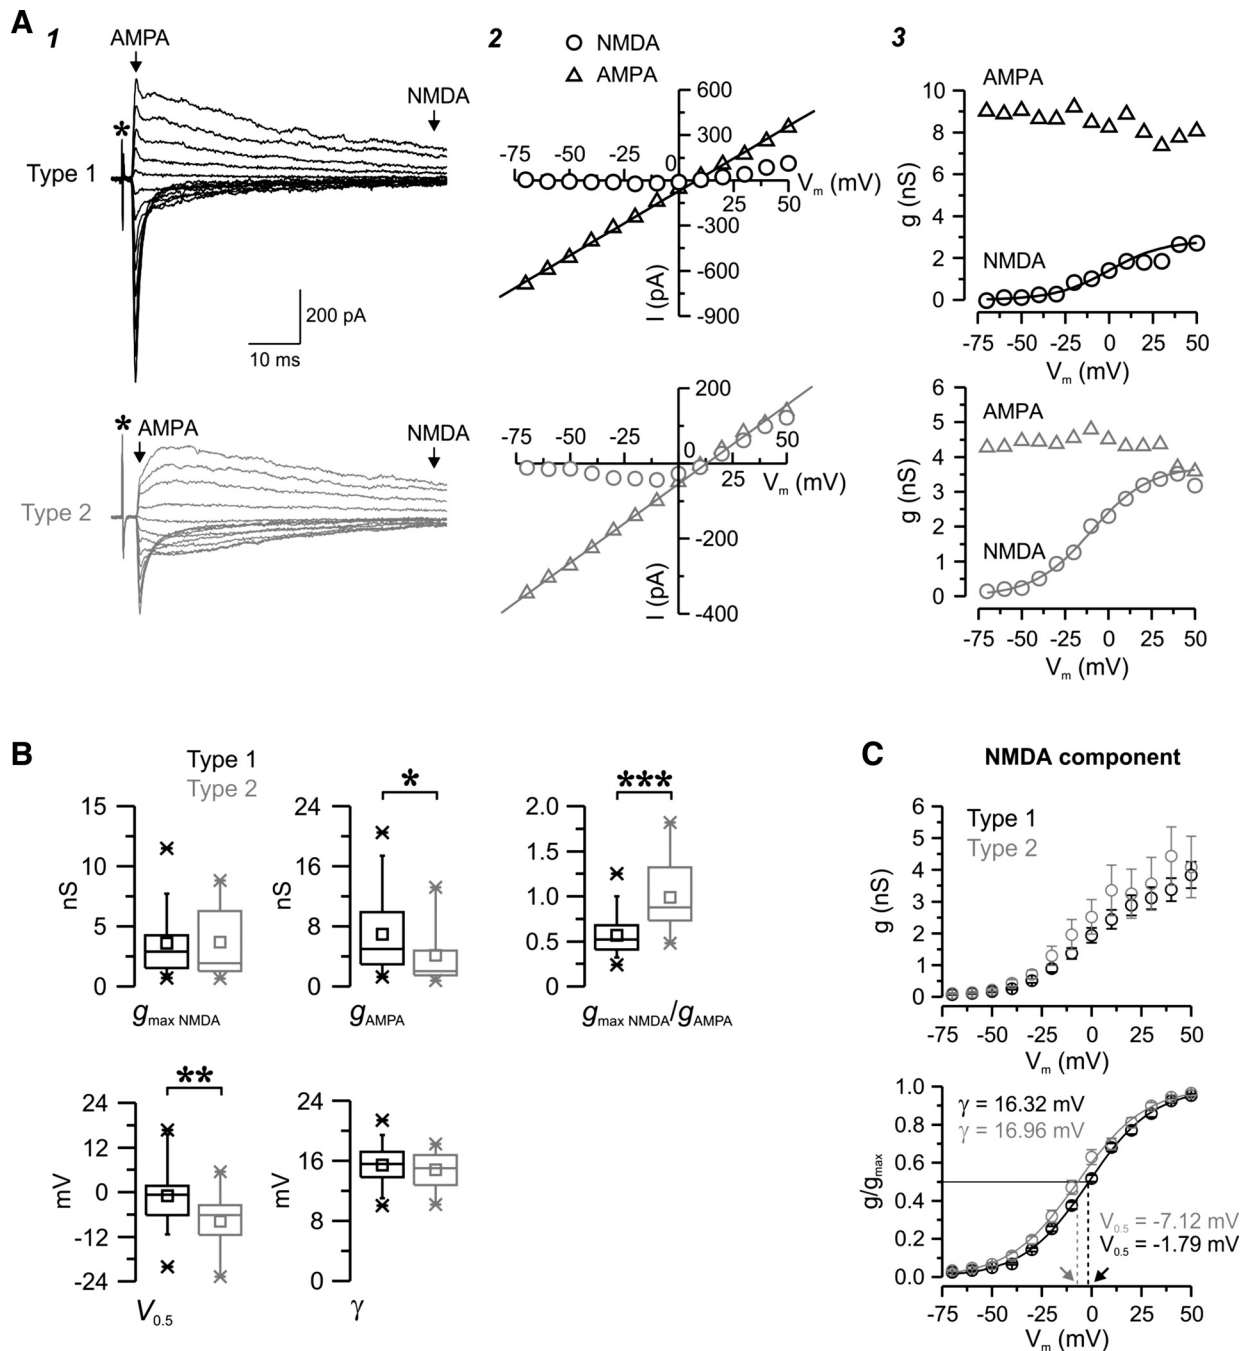 A
1
AMPA
NMDA
*
Type 1
200 pA
10 ms
* AMPA
NMDA
Type 2
2
NMDA
AMPA
600
300
-75 -50 -25 0
25 50
V_m (mV)
-300
-600
-900
I (pA)
200
-75 -50 -25 0 50
25
V_m (mV)
-200
-400
I (pA)
3
AMPA
NMDA
10
8
6
4
2
0
g (nS)
-75 -50 -25 0 25 50
V_m (mV)
AMPA
NMDA
6
5
4
3
2
1
0
g (nS)
-75 -50 -25 0 25 50
V_m (mV)
B
Type 1
Type 2
15
10
5
0
nS
g_max NMDA
*
24
16
8
0
nS
g_AMPA
***
2.0
1.5
1.0
0.5
0
g_max NMDA/g_AMPA
**
24
12
0
-12
-24
mV
V_0.5
24
16
8
0
mV
γ
C
NMDA component
Type 1
Type 2
6
5
4
3
2
1
0
g (nS)
-75 -50 -25 0 25 50
V_m (mV)
1.0
0.8
0.6
0.4
0.2
0.0
g/g_max
γ = 16.32 mV
γ = 16.96 mV
V_0.5 = -7.12 mV
V_0.5 = -1.79 mV
-75 -50 -25 0 25 50
V_m (mV)